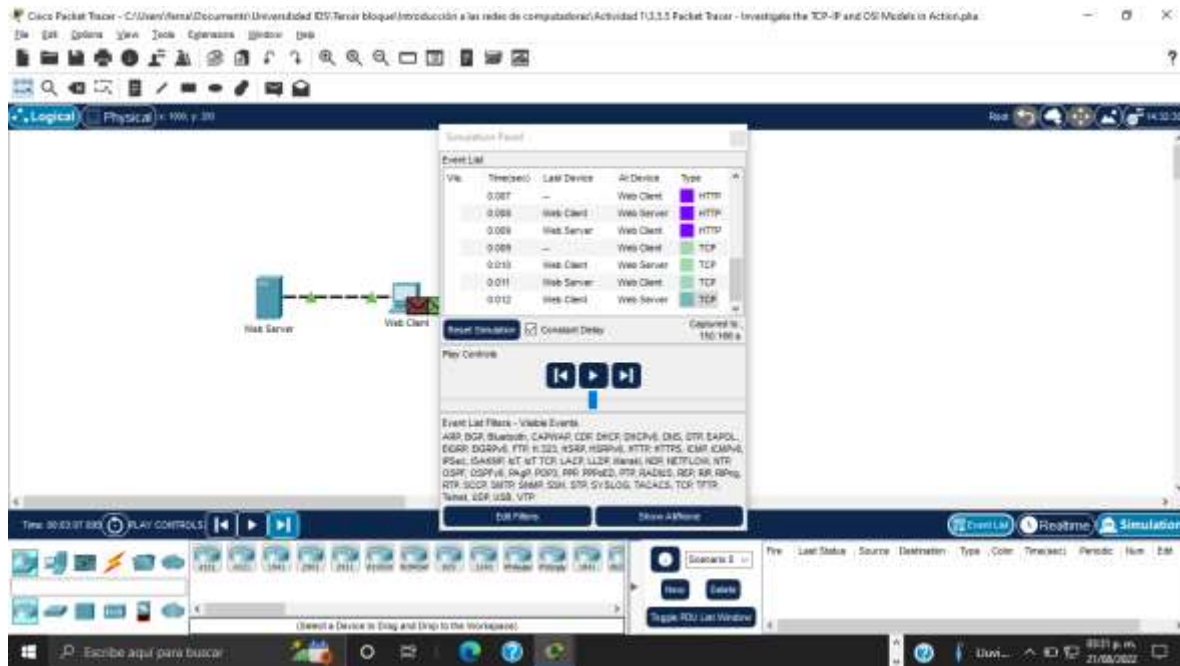 Cisco Packet Tracer - C:\Users\ferna\Documents\Universidad IDS\Tercer bloque\Introducción a las redes de computadoras\Actividad 1\3.5.5 Packet Tracer - Investigate the TCP-IP and OSI Models in Action.pka
File Edit Options View Tools Extensions Window Help
Logical Physical Root
Simulation Panel
Event List
Vis. Time(sec) Last Device At Device Type
0.007 -- Web Client HTTP
0.008 Web Client Web Server HTTP
0.009 Web Server Web Client HTTP
0.009 -- Web Client TCP
0.010 Web Client Web Server TCP
0.011 Web Server Web Client TCP
0.012 Web Client Web Server TCP
Web Server
Web Client
Reset Simulation Constant Delay Captured to
Play Controls
Event List Filters - Visible Events
ARP, BGP, Bluetooth, CAPWAP, CDP, DHCP, DHCPv6, DNS, DTP, EAPOL,
EIGRP, EIGRPv6, FTP, H.323, HSRP, HSRPv6, HTTP, HTTPS, ICMP, ICMPv6,
IPSec, ISAKMP, IoT, IoT TCP, LACP, LLDP, Meraki, NDP, NETFLOW, NTP,
OSPF, OSPFv6, PAgP, POP3, PPP, PPPoED, PTP, RADIUS, REP, RIP, RIPng,
RTP, SCCP, SMTP, SNMP, SSH, STP, SYSLOG, TACACS, TCP, TFTP,
Telnet, UDP, USB, VTP
Edit Filters Show All/None
PLAY CONTROLS: Event List Realtime Simulation
Scenario 0
New Delete
Toggle PDU List Window
Fire Last Status Source Destination Type Color Time(sec) Periodic Num Edit
(Select a Device to Drag and Drop to the Workspace)
Escribe aquí para buscar
21/08/2022